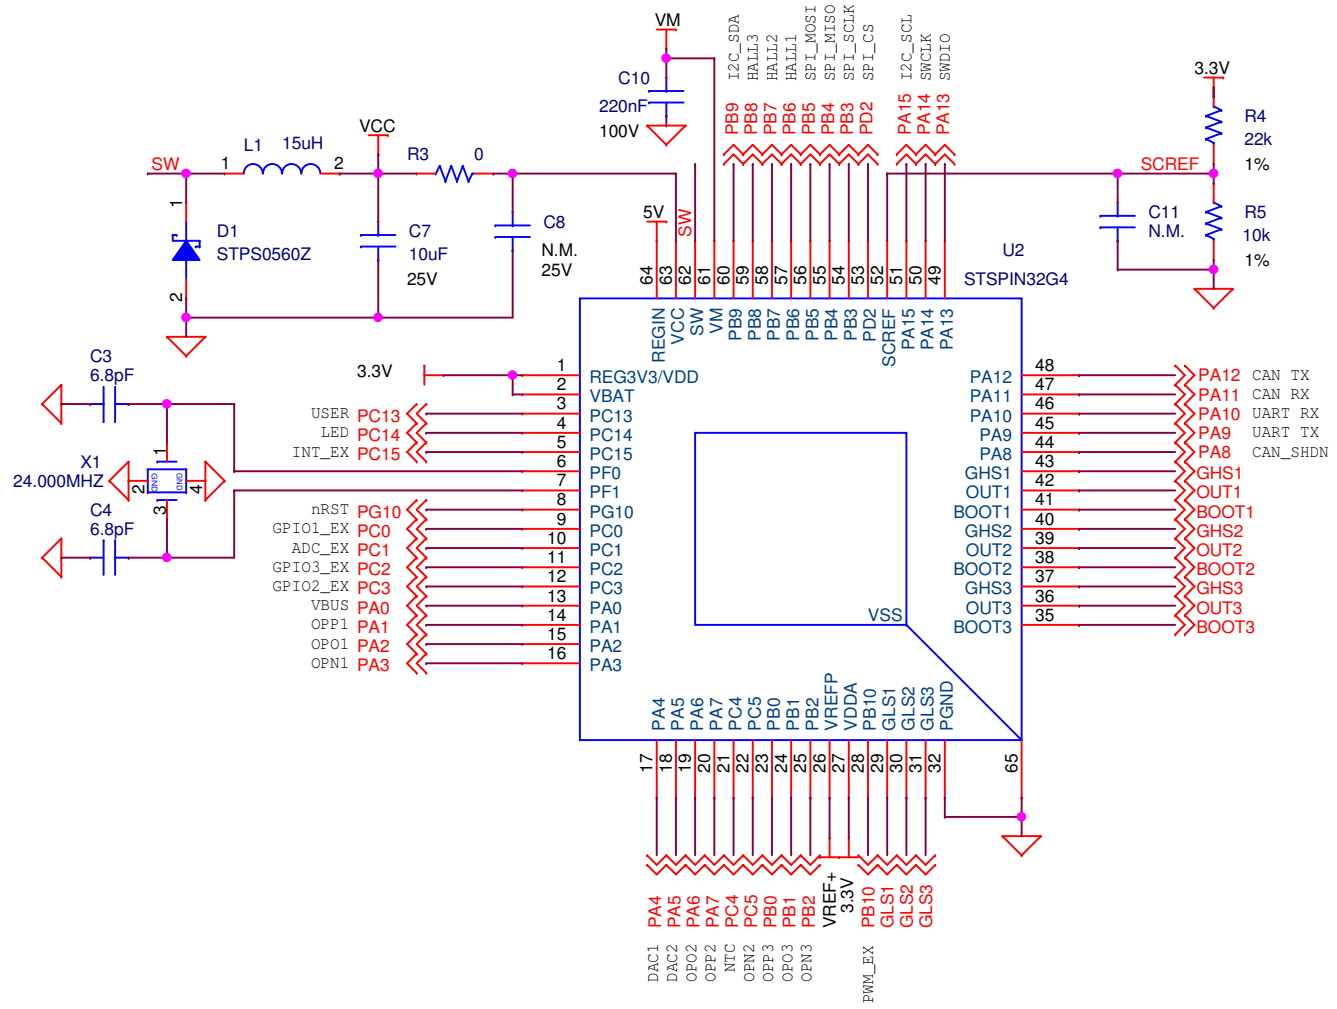 VM
C10
220nF
100V
I2C_SDA
HALL3
HALL2
HALL1
SPI_MOSI
SPI_MISO
SPI_SCLK
SPI_CS
I2C_SCL
SWCLK
SWDIO
PB9
PB8
PB7
PB6
PB5
PB4
PB3
PD2
PA15
PA14
PA13
3.3V
R4
22k
1%
SCREF
C11
N.M.
R5
10k
1%
SW
1
L1
15uH
2
VCC
R3
0
1
D1
STPS0560Z
2
C7
10uF
25V
C8
N.M.
25V
5V
SW
U2
STSPIN32G4
64
63
62
61
60
59
58
57
56
55
54
53
52
51
50
49
REGIN
VCC
SW
VM
PB9
PB8
PB7
PB6
PB5
PB4
PB3
PD2
SCREF
PA15
PA14
PA13
C3
6.8pF
X1
24.000MHZ
1
2
3
4
GND
GND
C4
6.8pF
3.3V
1 REG3V3/VDD
2 VBAT
USER PC13 3 PC13
LED PC14 4 PC14
INT_EX PC15 5 PC15
6 PF0
7 PF1
nRST PG10 8 PG10
GPIO1_EX PC0 9 PC0
ADC_EX PC1 10 PC1
GPIO3_EX PC2 11 PC2
GPIO2_EX PC3 12 PC3
VBUS PA0 13 PA0
OPP1 PA1 14 PA1
OPO1 PA2 15 PA2
OPN1 PA3 16 PA3
PA12 48 PA12 CAN TX
PA11 47 PA11 CAN RX
PA10 46 PA10 UART RX
PA9 45 PA9 UART TX
PA8 44 PA8 CAN_SHDN
GHS1 43 GHS1
OUT1 42 OUT1
BOOT1 41 BOOT1
GHS2 40 GHS2
OUT2 39 OUT2
BOOT2 38 BOOT2
GHS3 37 GHS3
OUT3 36 OUT3
BOOT3 35 BOOT3
VSS
PA4
PA5
PA6
PA7
PC4
PC5
PB0
PB1
PB2
VREFP
VDDA
PB10
GLS1
GLS2
GLS3
PGND
17
18
19
20
21
22
23
24
25
26
27
28
29
30
31
32
65
PA4
PA5
PA6
PA7
PC4
PC5
PB0
PB1
PB2
VREF+
3.3V
PB10
GLS1
GLS2
GLS3
DAC1
DAC2
OPO2
OPP2
NTC
OPN2
OPP3
OPO3
OPN3
PWM_EX